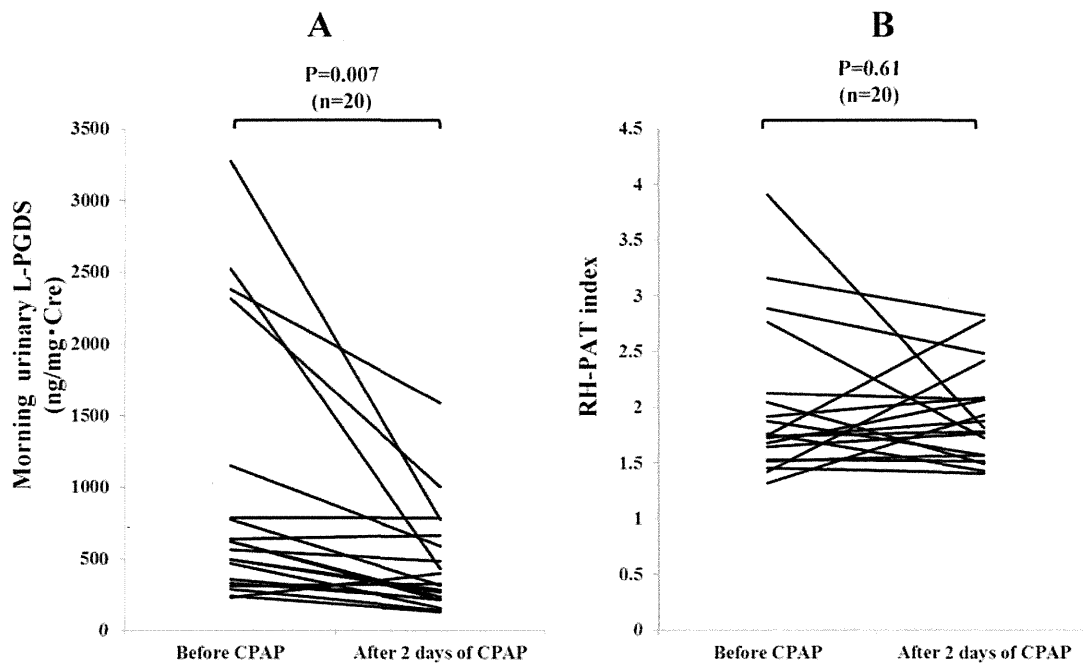 A
P=0.007
(n=20)
Morning urinary L-PGDS
(ng/mg・Cre)
3500
3000
2500
2000
1500
1000
500
0
Before CPAP
After 2 days of CPAP
B
P=0.61
(n=20)
RH-PAT index
4.5
4
3.5
3
2.5
2
1.5
1
0.5
0
Before CPAP
After 2 days of CPAP